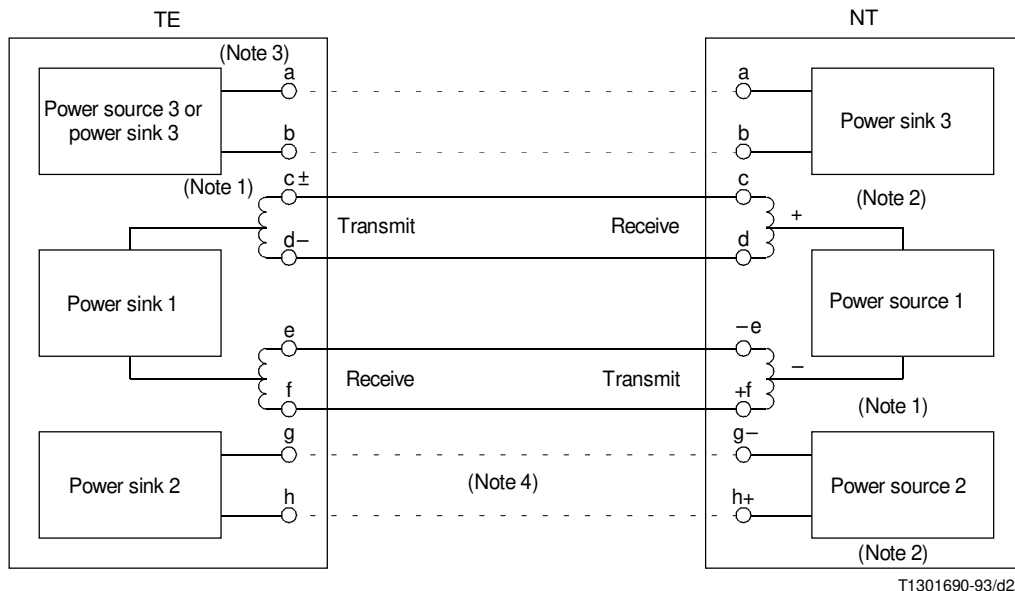 TE
NT
(Note 3)
a
a
Power source 3 or
power sink 3
Power sink 3
b
b
(Note 1)
c ±
c
(Note 2)
Transmit
Receive
+
d–
d
Power sink 1
Power source 1
e
–e
Receive
Transmit
–
f
+f
(Note 1)
g
g–
Power sink 2
(Note 4)
Power source 2
h
h+
(Note 2)
T1301690-93/d2